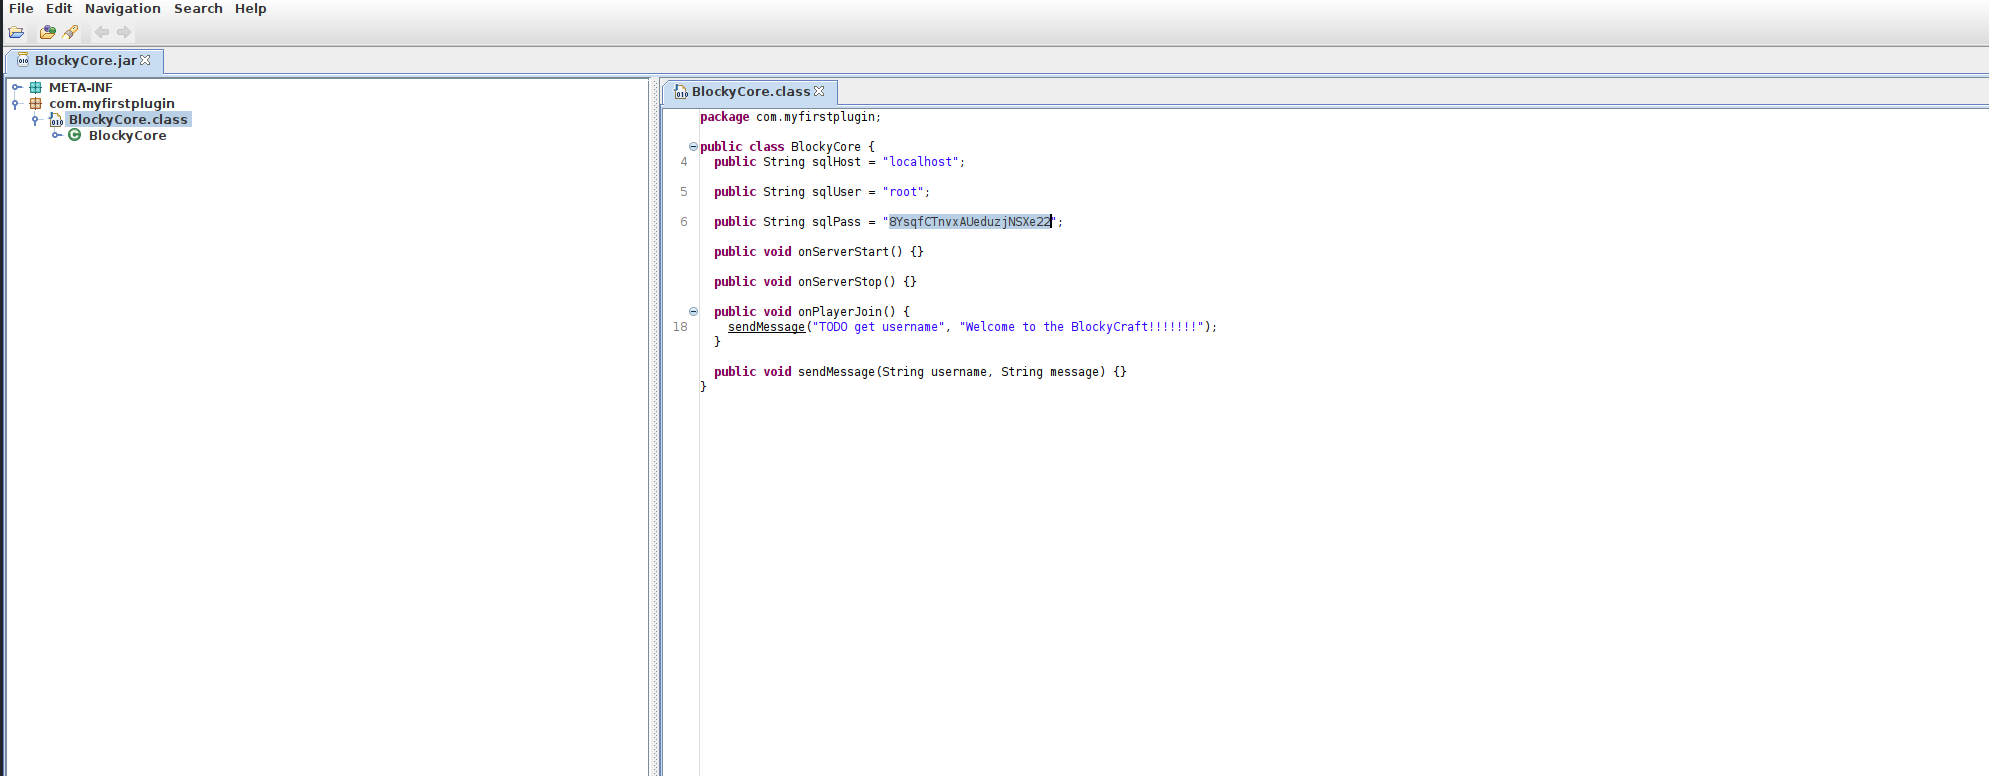 File Edit Navigation Search Help
BlockyCore.jar
META-INF
com.myfirstplugin
BlockyCore.class
BlockyCore
BlockyCore.class
package com.myfirstplugin;
public class BlockyCore {
4 public String sqlHost = "localhost";
5 public String sqlUser = "root";
6 public String sqlPass = "8YsqfCTnvxAUeduzjNSXe22";
public void onServerStart() {}
public void onServerStop() {}
public void onPlayerJoin() {
18 sendMessage("TODO get username", "Welcome to the BlockyCraft!!!!!!!");
}
public void sendMessage(String username, String message) {}
}